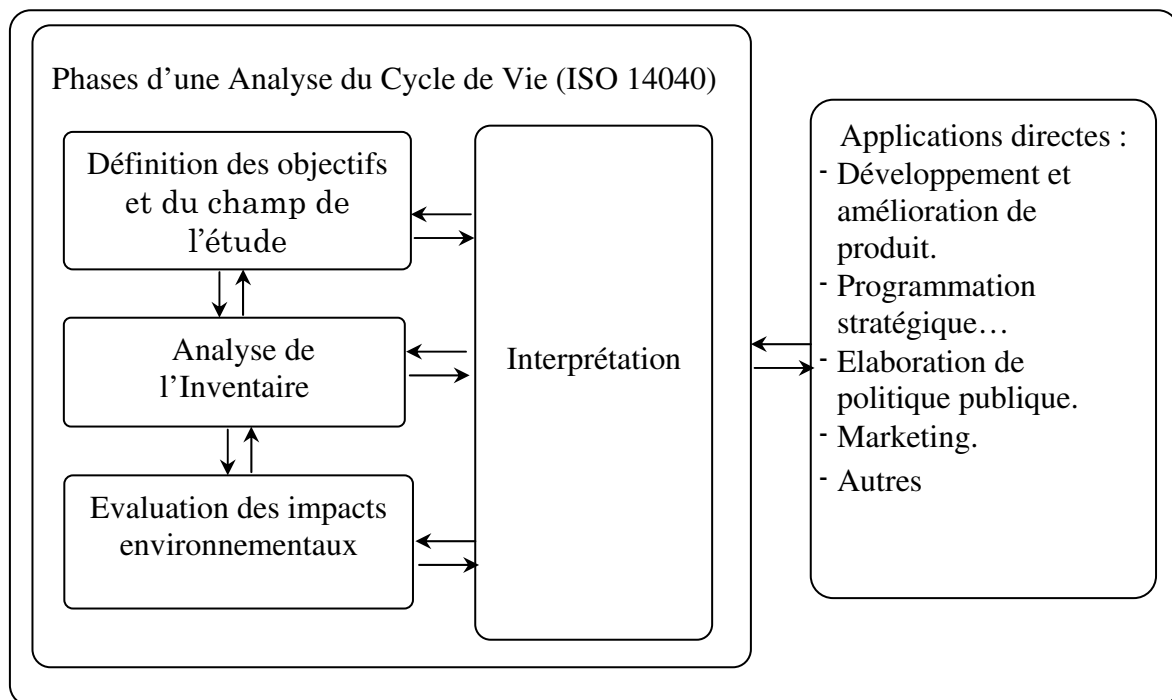 Phases d’une Analyse du Cycle de Vie (ISO 14040)
Définition des objectifs
et du champ de
l’étude
Analyse de
l’Inventaire
Evaluation des impacts
environnementaux
Interprétation
Applications directes :
- Développement et
amélioration de
produit.
- Programmation
stratégique…
- Elaboration de
politique publique.
- Marketing.
- Autres